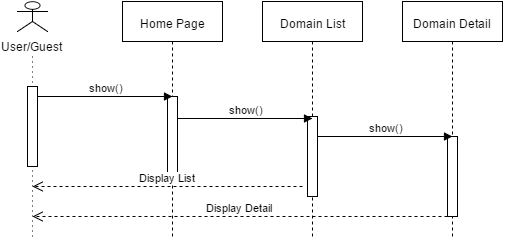 Home Page
Domain List
Domain Detail
User/Guest
show()
show()
show()
Display List
Display Detail